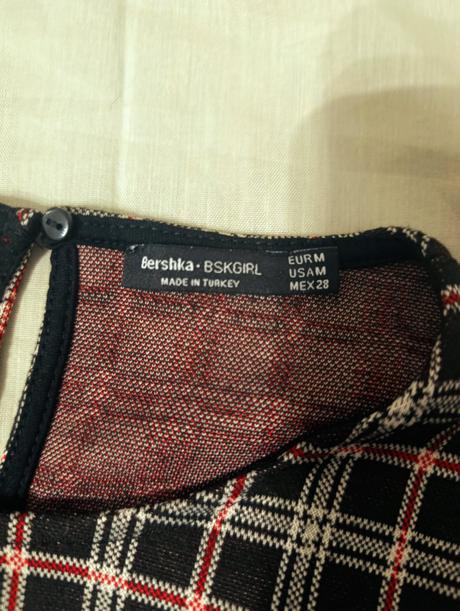 Bershka • BSKGIRL
MADE IN TURKEY
EUR M
USA M
MEX 28